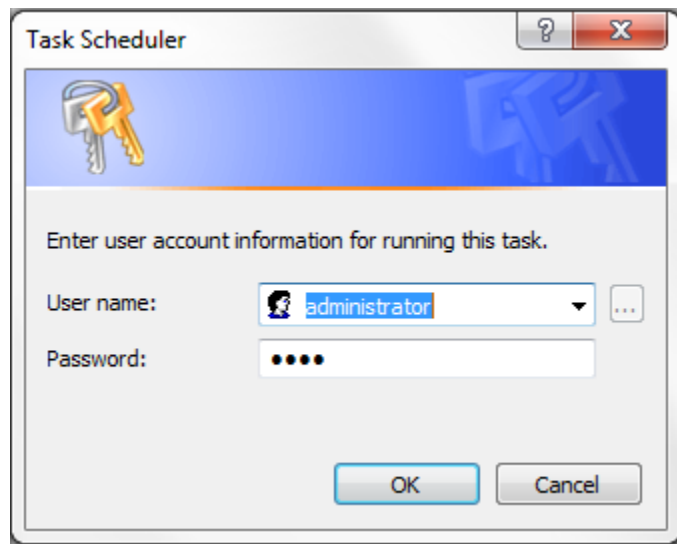 Task Scheduler
Enter user account information for running this task.
User name: administrator ...
Password: ••••
OK Cancel